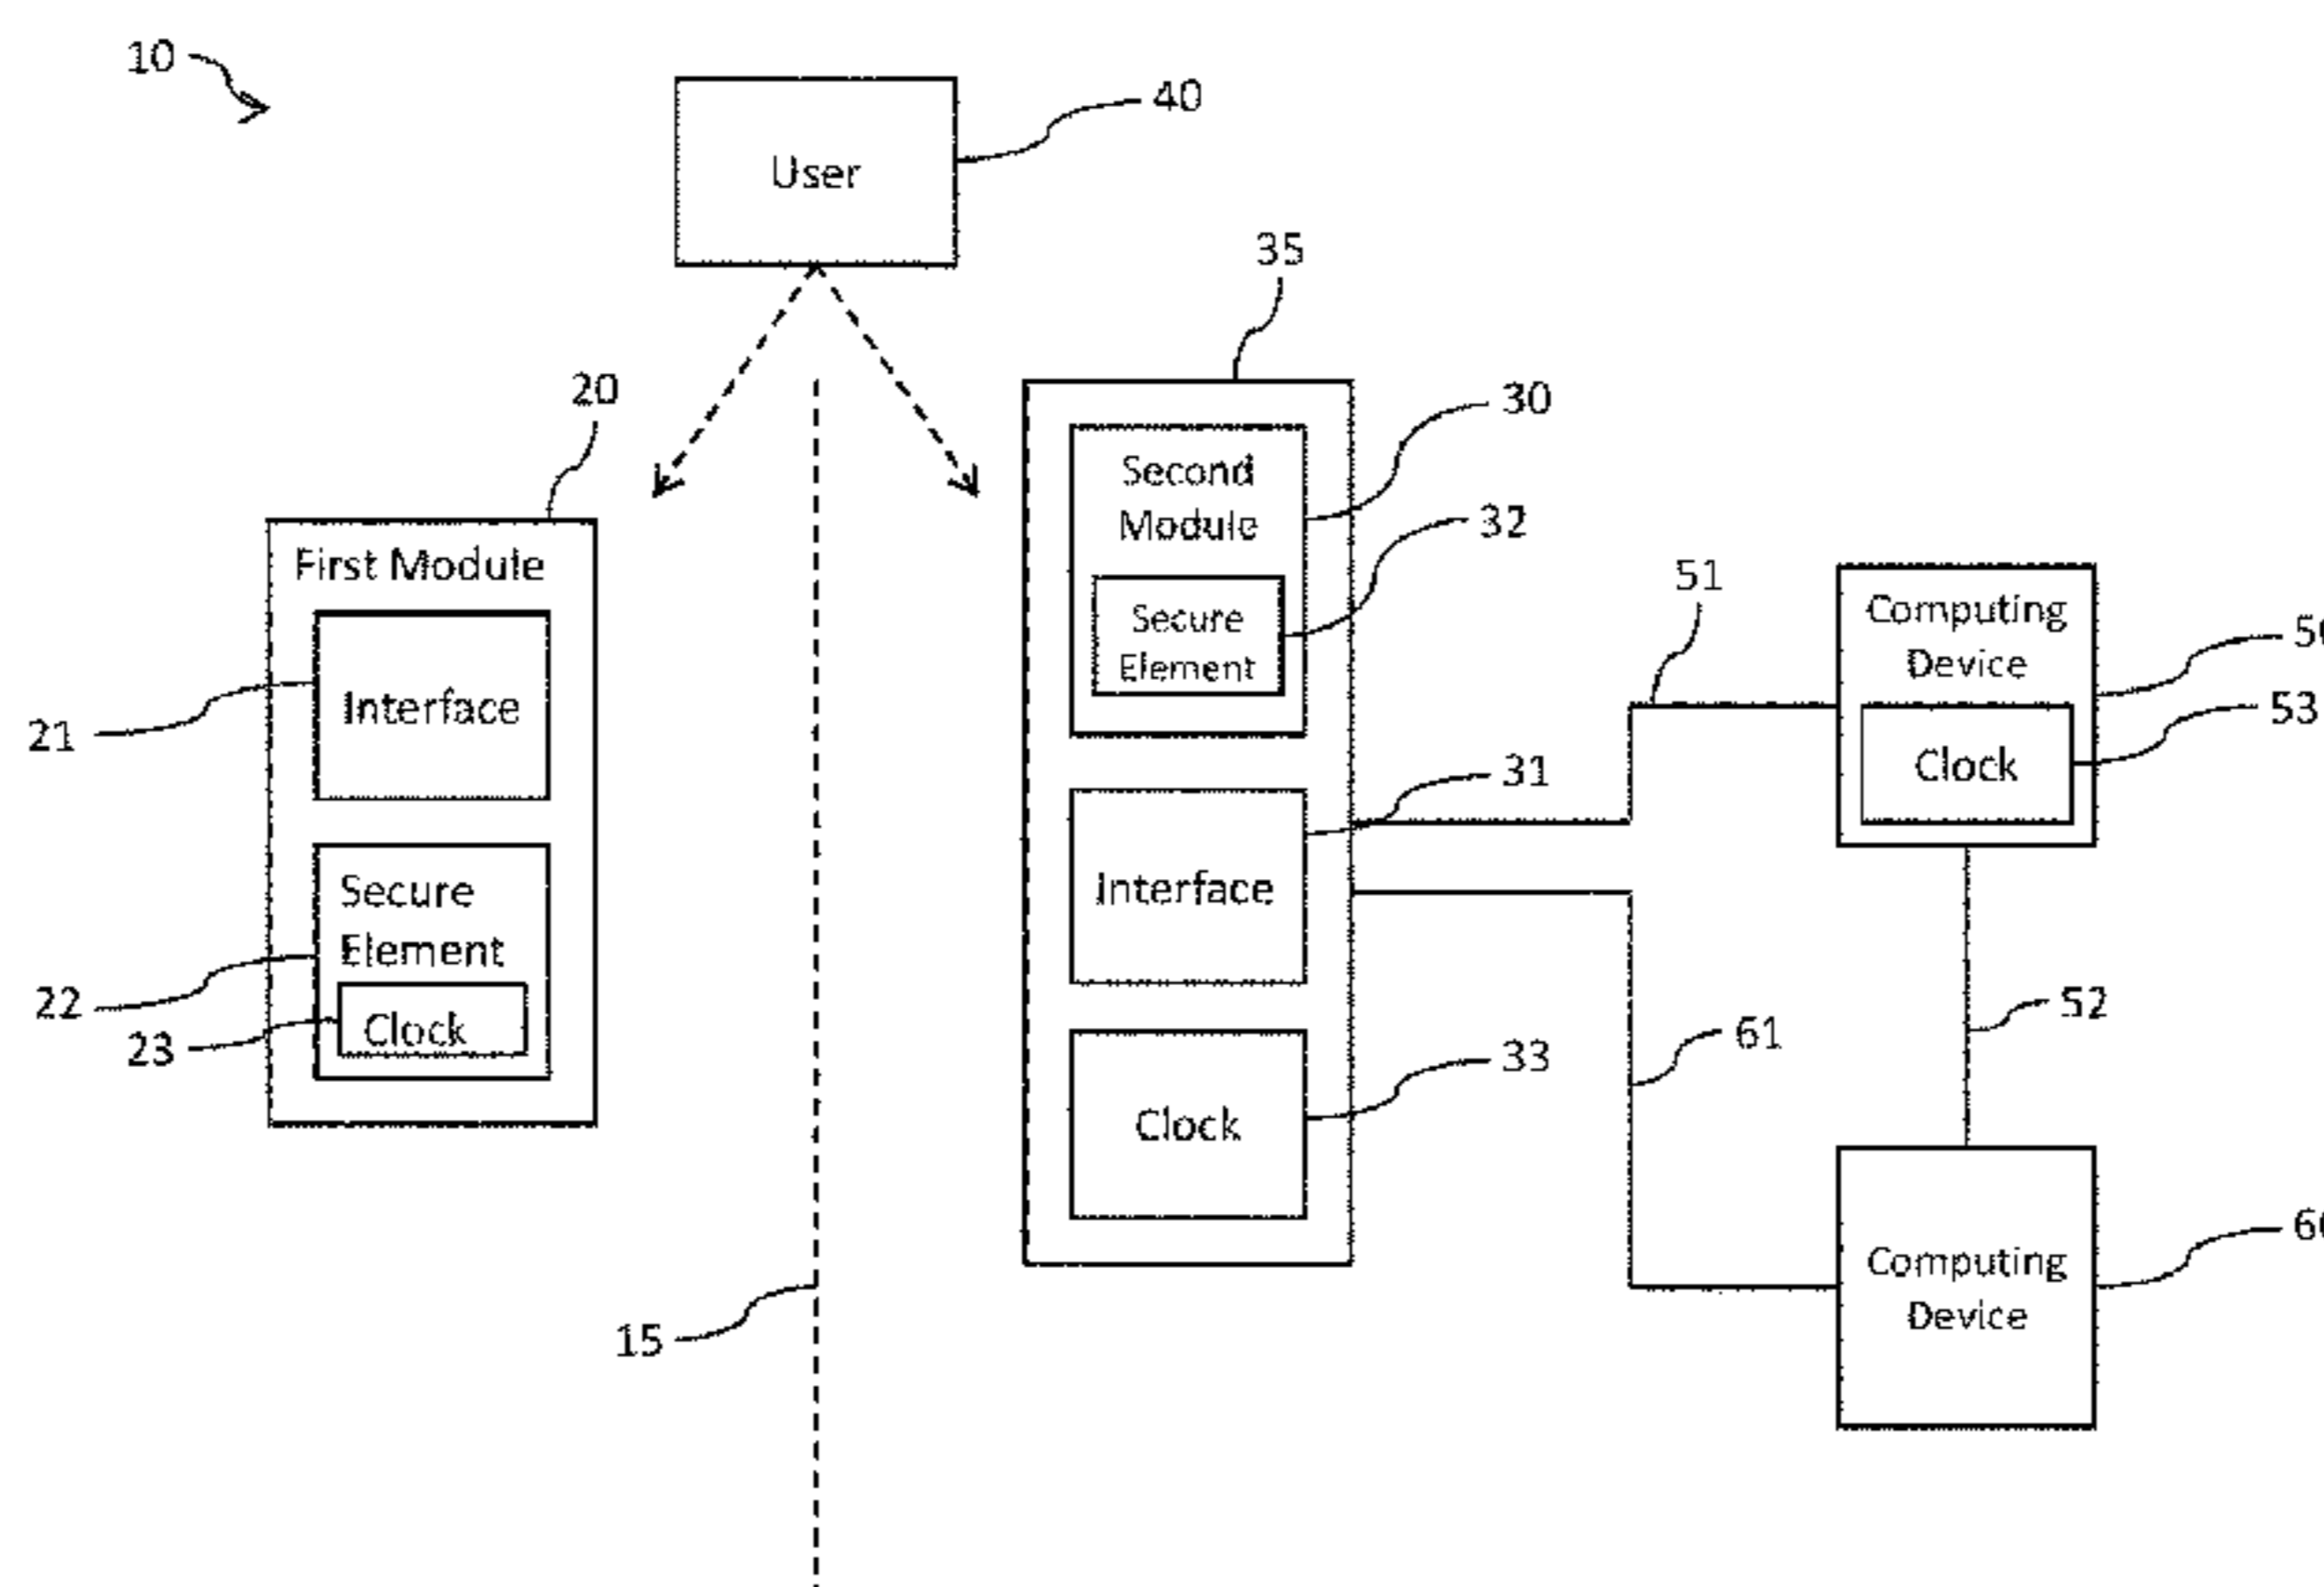 10
User
40
35
20
First Module
Interface
21
Secure
Element
22
Clock
23
Second
Module
30
Secure
Element
32
Interface
31
Clock
33
51
Computing
Device
Clock
53
52
61
Computing
Device
15